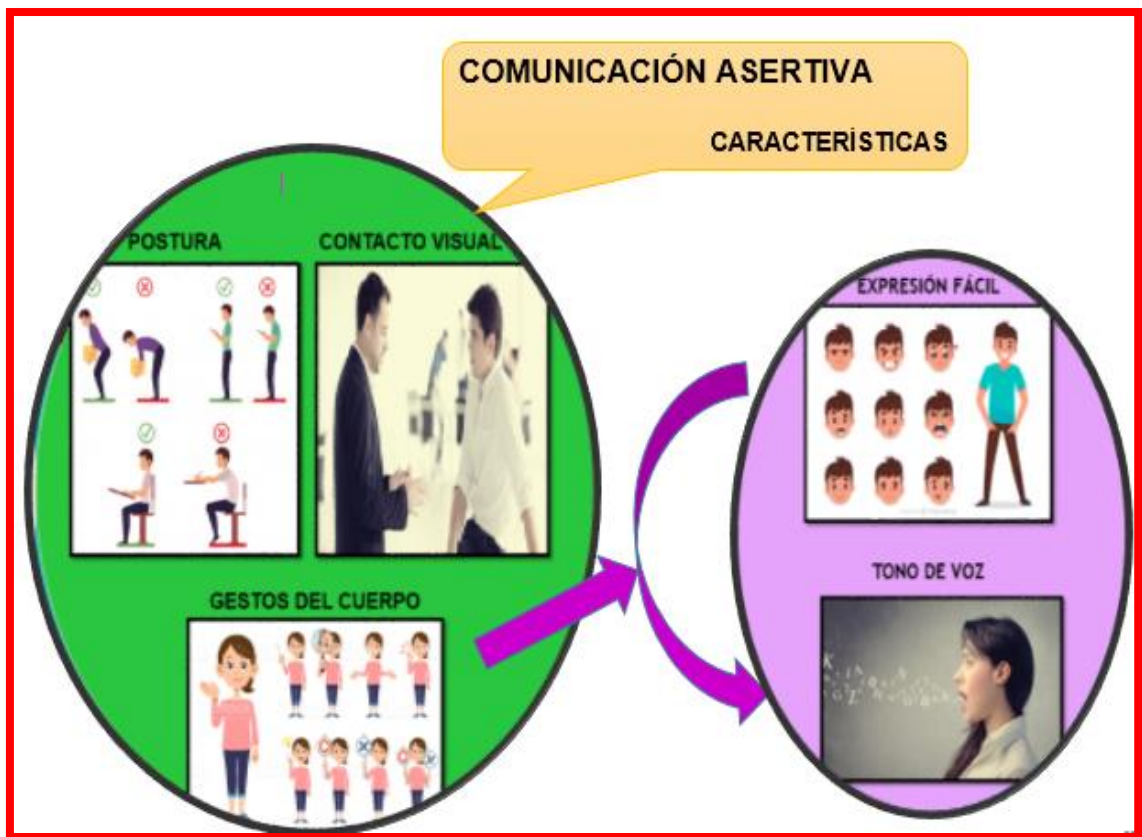 COMUNICACIÓN ASERTIVA
CARACTERÍSTICAS
POSTURA
CONTACTO VISUAL
GESTOS DEL CUERPO
EXPRESIÓN FÁCIL
TONO DE VOZ